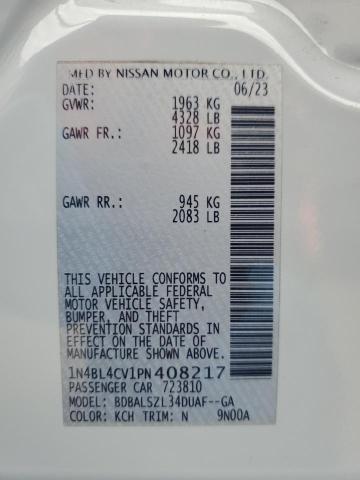 MFD BY NISSAN MOTOR CO., LTD.
DATE: 06/23
GVWR: 1963 KG
4328 LB
GAWR FR.: 1097 KG
2418 LB
GAWR RR.: 945 KG
2083 LB
THIS VEHICLE CONFORMS TO
ALL APPLICABLE FEDERAL
MOTOR VEHICLE SAFETY,
BUMPER, AND THEFT
PREVENTION STANDARDS
IN EFFECT ON THE DATE OF
MANUFACTURE SHOWN ABOVE.
1N4BL4CV1PN408217
PASSENGER CAR 723810
MODEL: BDBALSZL34DUAF--GA
COLOR: KCH TRIM: N 9N00A